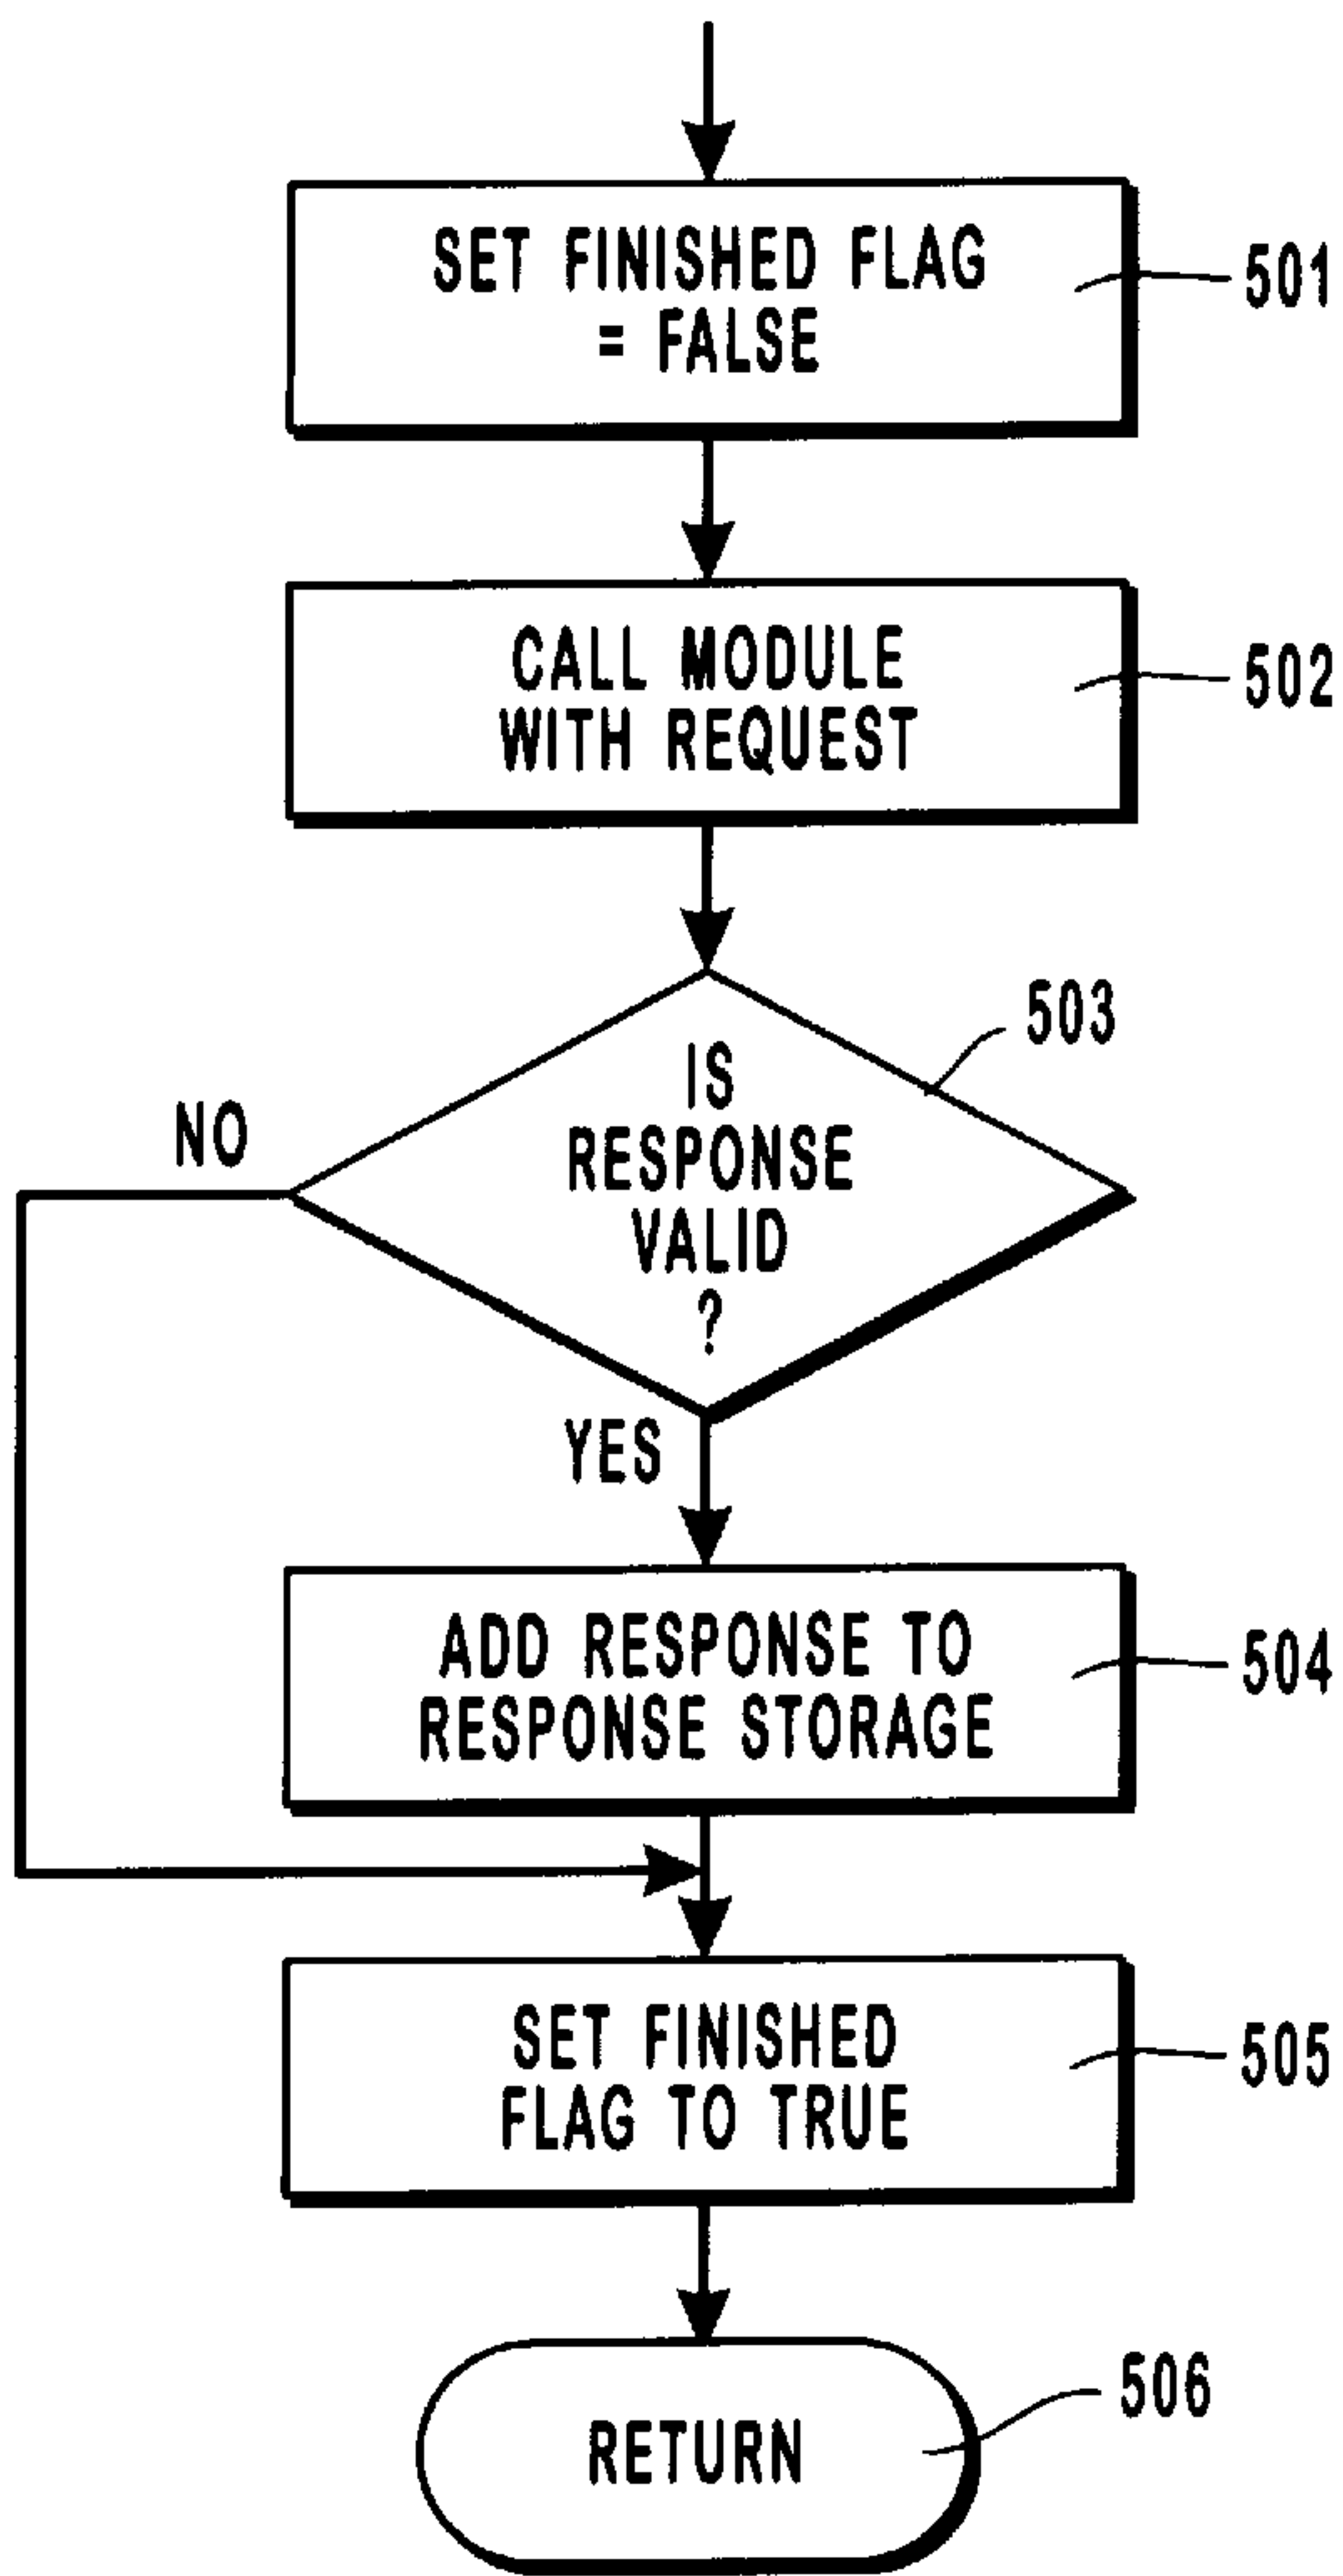 SET FINISHED FLAG
= FALSE
501
CALL MODULE
WITH REQUEST
502
503
IS
RESPONSE
VALID
?
NO
YES
ADD RESPONSE TO
RESPONSE STORAGE
504
SET FINISHED
FLAG TO TRUE
505
RETURN
506